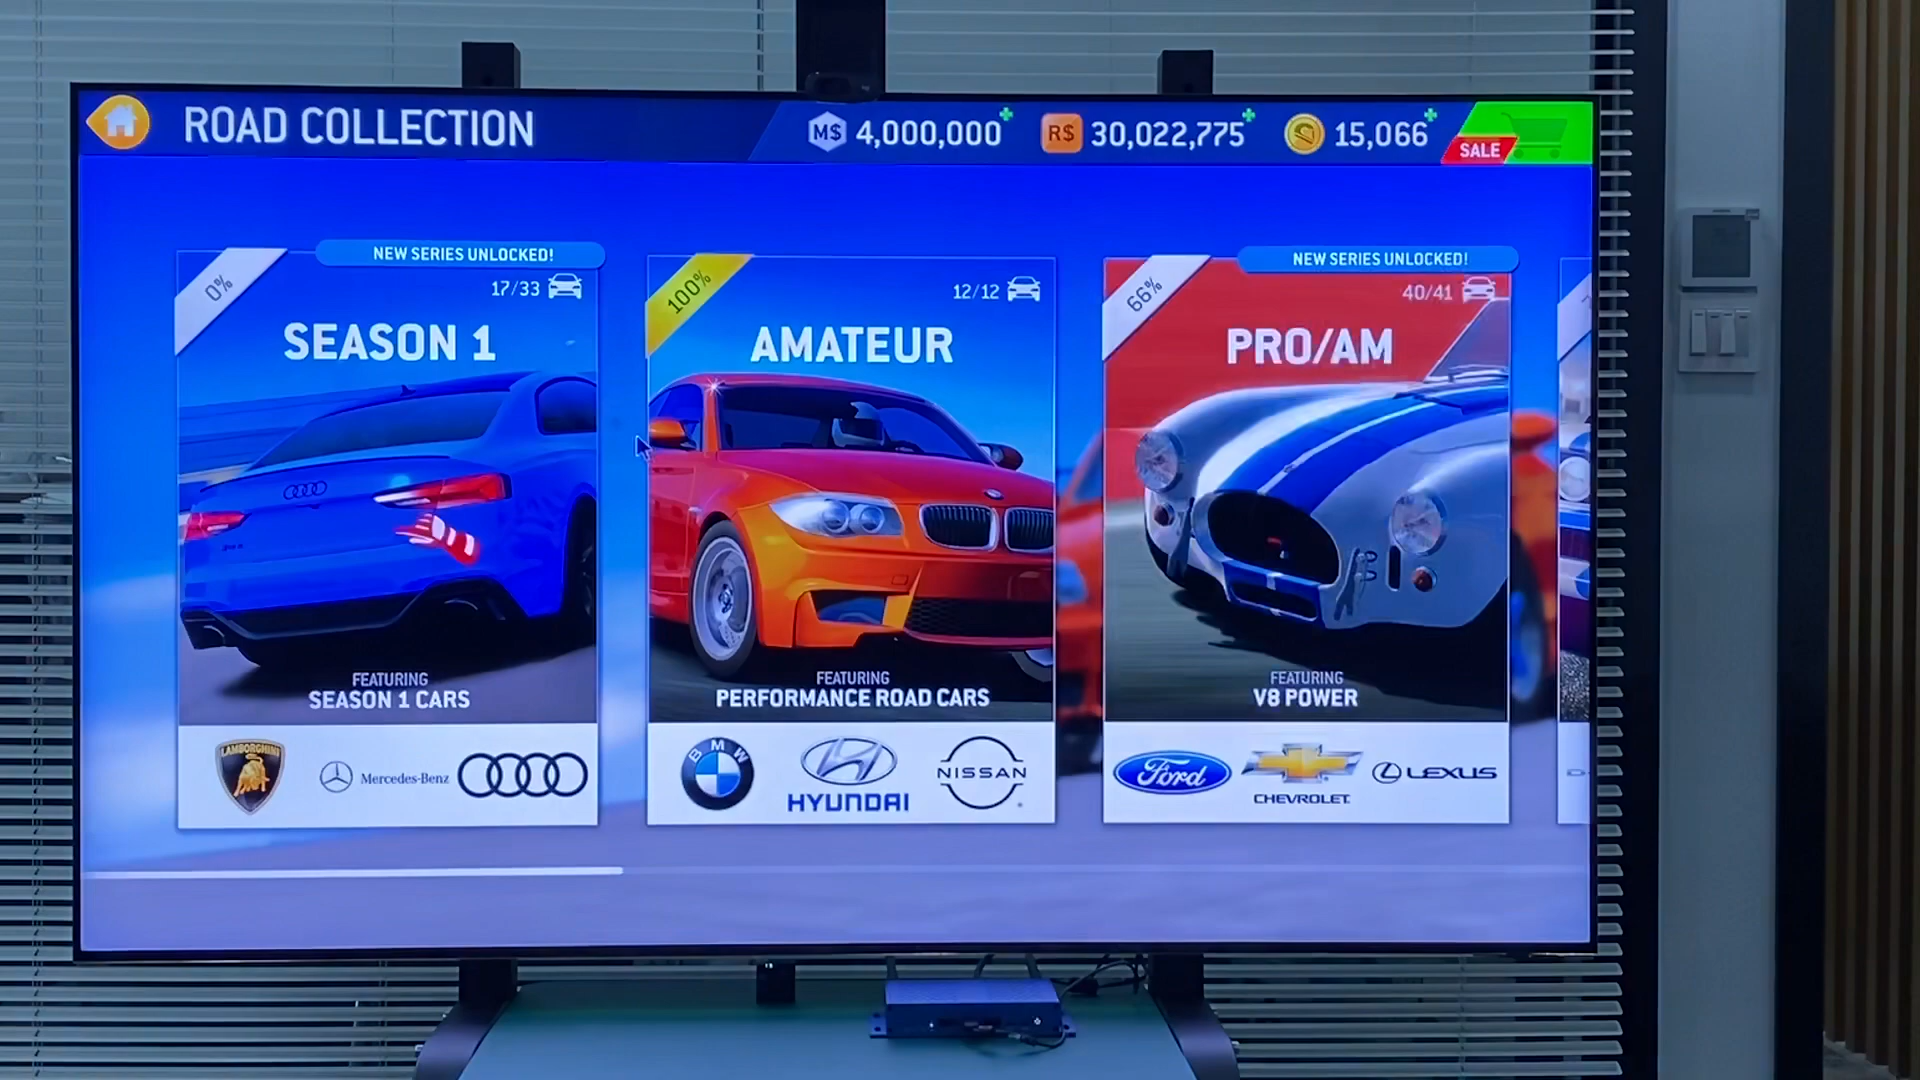 ROAD COLLECTION
M$ 4,000,000
R$ 30,022,775
15,066
SALE
0%
NEW SERIES UNLOCKED!
17/33
SEASON 1
FEATURING
SEASON 1 CARS
LAMBORGHINI
Mercedes-Benz
100%
12/12
AMATEUR
FEATURING
PERFORMANCE ROAD CARS
BMW
HYUNDAI
NISSAN
66%
NEW SERIES UNLOCKED!
40/41
PRO/AM
FEATURING
V8 POWER
Ford
CHEVROLET
LEXUS